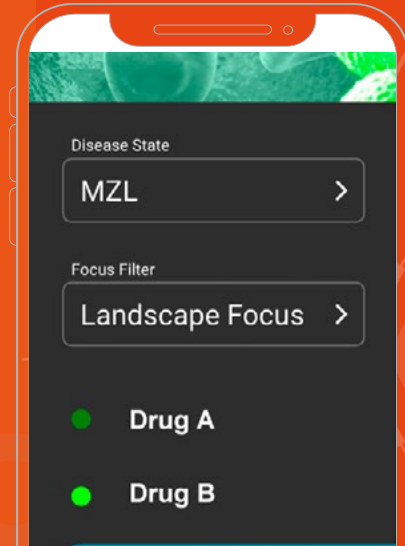 Disease State
MZL
Focus Filter
Landscape Focus
Drug A
Drug B